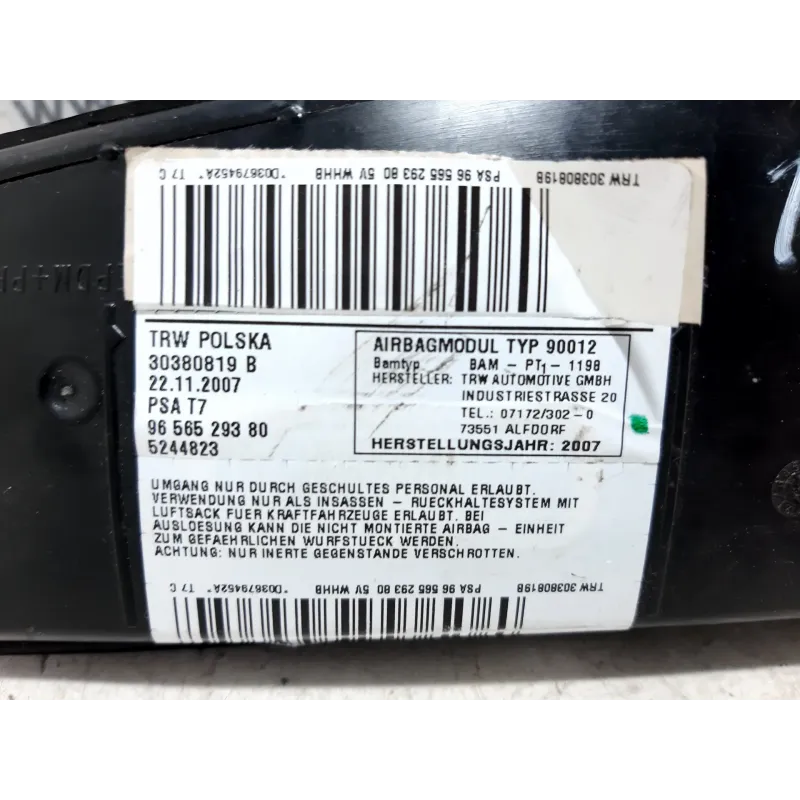 TRW 30380819B
PSA 96 565 293 80 5V WHHB
*D03679452A* T7 C
TRW POLSKA
30380819 B
22.11.2007
PSA T7
96 565 293 80
5244823
AIRBAGMODUL TYP 90012
Bamtyp BAM - PT1- 1198
HERSTELLER: TRW AUTOMOTIVE GMBH
INDUSTRIESTRASSE 20
TEL.: 07172/302-0
73551 ALFDORF
HERSTELLUNGSJAHR: 2007
UMGANG NUR DURCH GESCHULTES PERSONAL ERLAUBT.
VERWENDUNG NUR ALS INSASSEN - RUECKHALTESYSTEM MIT
LUFTSACK FUER KRAFTFAHRZEUGE ERLAUBT. BEI
AUSLOESUNG KANN DIE NICHT MONTIERTE AIRBAG - EINHEIT
ZUM GEFAEHRLICHEN WURFSTUECK WERDEN.
ACHTUNG: NUR INERTE GEGENSTANDE VERSCHROTTEN.
TRW 30380819B
PSA 96 565 293 80 5V WHHB
*D03679452A* T7 C